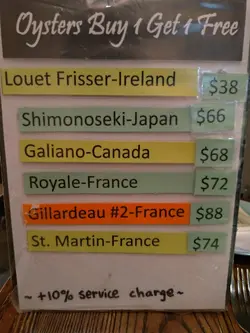 Oysters Buy 1 Get 1 Free
Louet Frisser-Ireland $38
Shimonoseki-Japan $66
Galiano-Canada $68
Royale-France $72
Gillardeau #2-France $88
St. Martin-France $74
~ +10% service charge ~